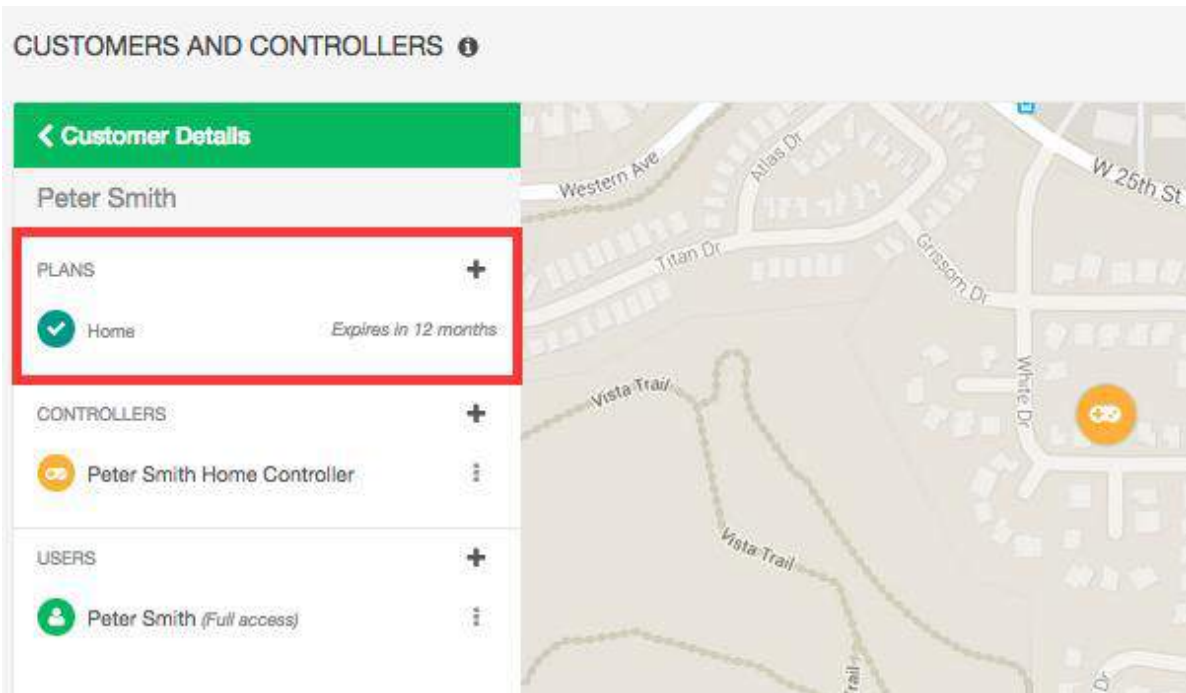 CUSTOMERS AND CONTROLLERS
Customer Details
Peter Smith
PLANS
Home Expires in 12 months
CONTROLLERS
Peter Smith Home Controller
USERS
Peter Smith (Full access)
Western Ave
Atlas Dr
W 25th St
Titan Dr
Grissom Dr
White Dr
Vista Trail
Vista Trail
Trail
Dr